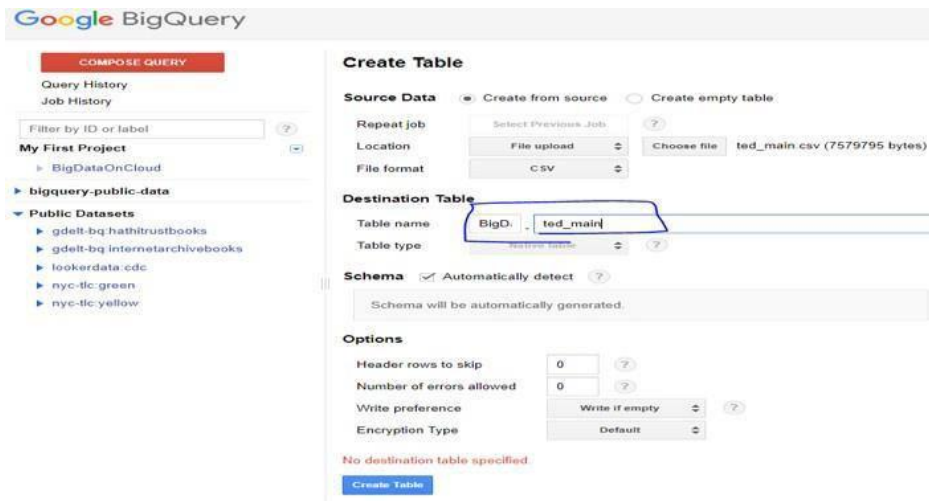 Google BigQuery
COMPOSE QUERY
Query History
Job History
Filter by ID or label ?
My First Project
BigDataOnCloud
bigquery-public-data
Public Datasets
gdelt-bq:hathitrustbooks
gdelt-bq:internetarchivebooks
lookerdata:cdc
nyc-tlc:green
nyc-tlc:yellow
Create Table
Source Data Create from source Create empty table
Repeat job Select Previous Job ?
Location File upload Choose file ted_main.csv (7579795 bytes)
File format CSV
Destination Table
Table name BigD. . ted_main
Table type Native table ?
Schema Automatically detect ?
Schema will be automatically generated.
Options
Header rows to skip 0 ?
Number of errors allowed 0 ?
Write preference Write if empty ?
Encryption Type Default
No destination table specified.
Create Table